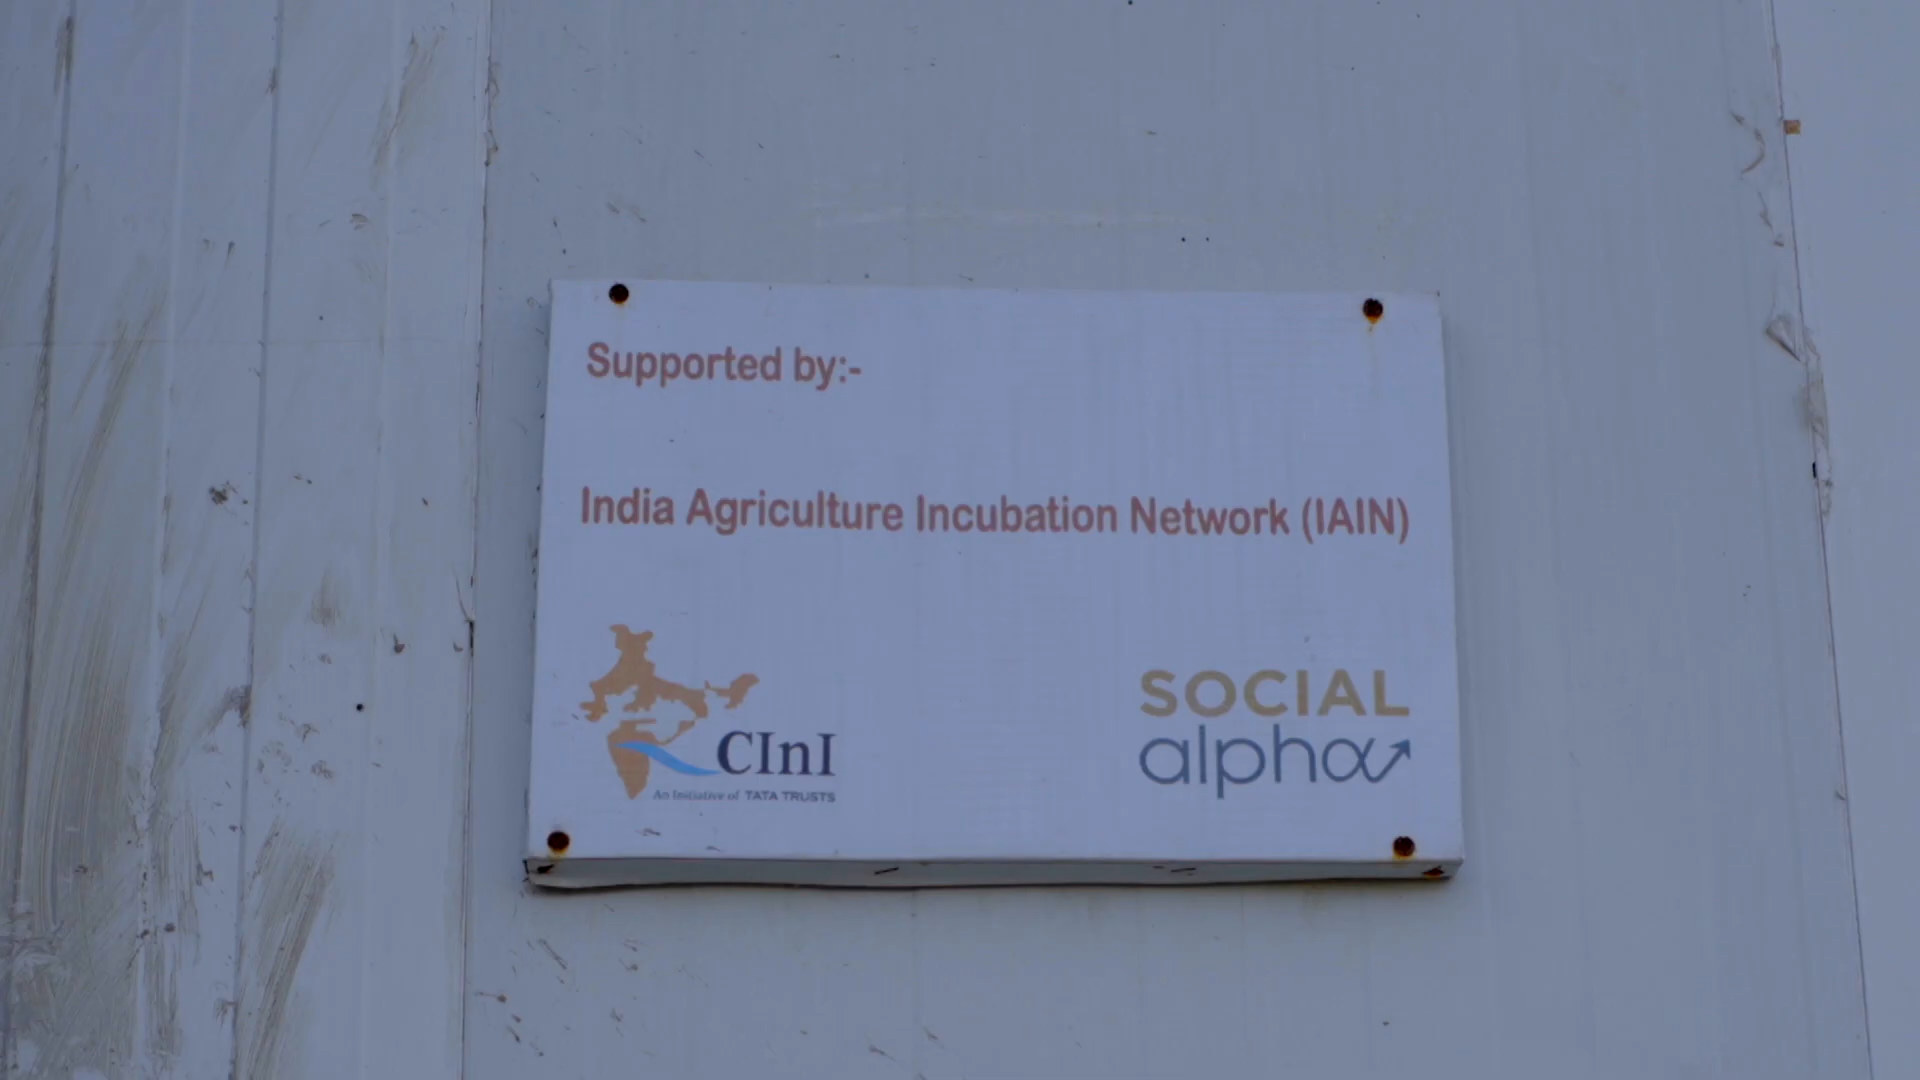 Supported by:-
India Agriculture Incubation Network (IAIN)
CInI
An Initiative of TATA TRUSTS
SOCIAL
alpha